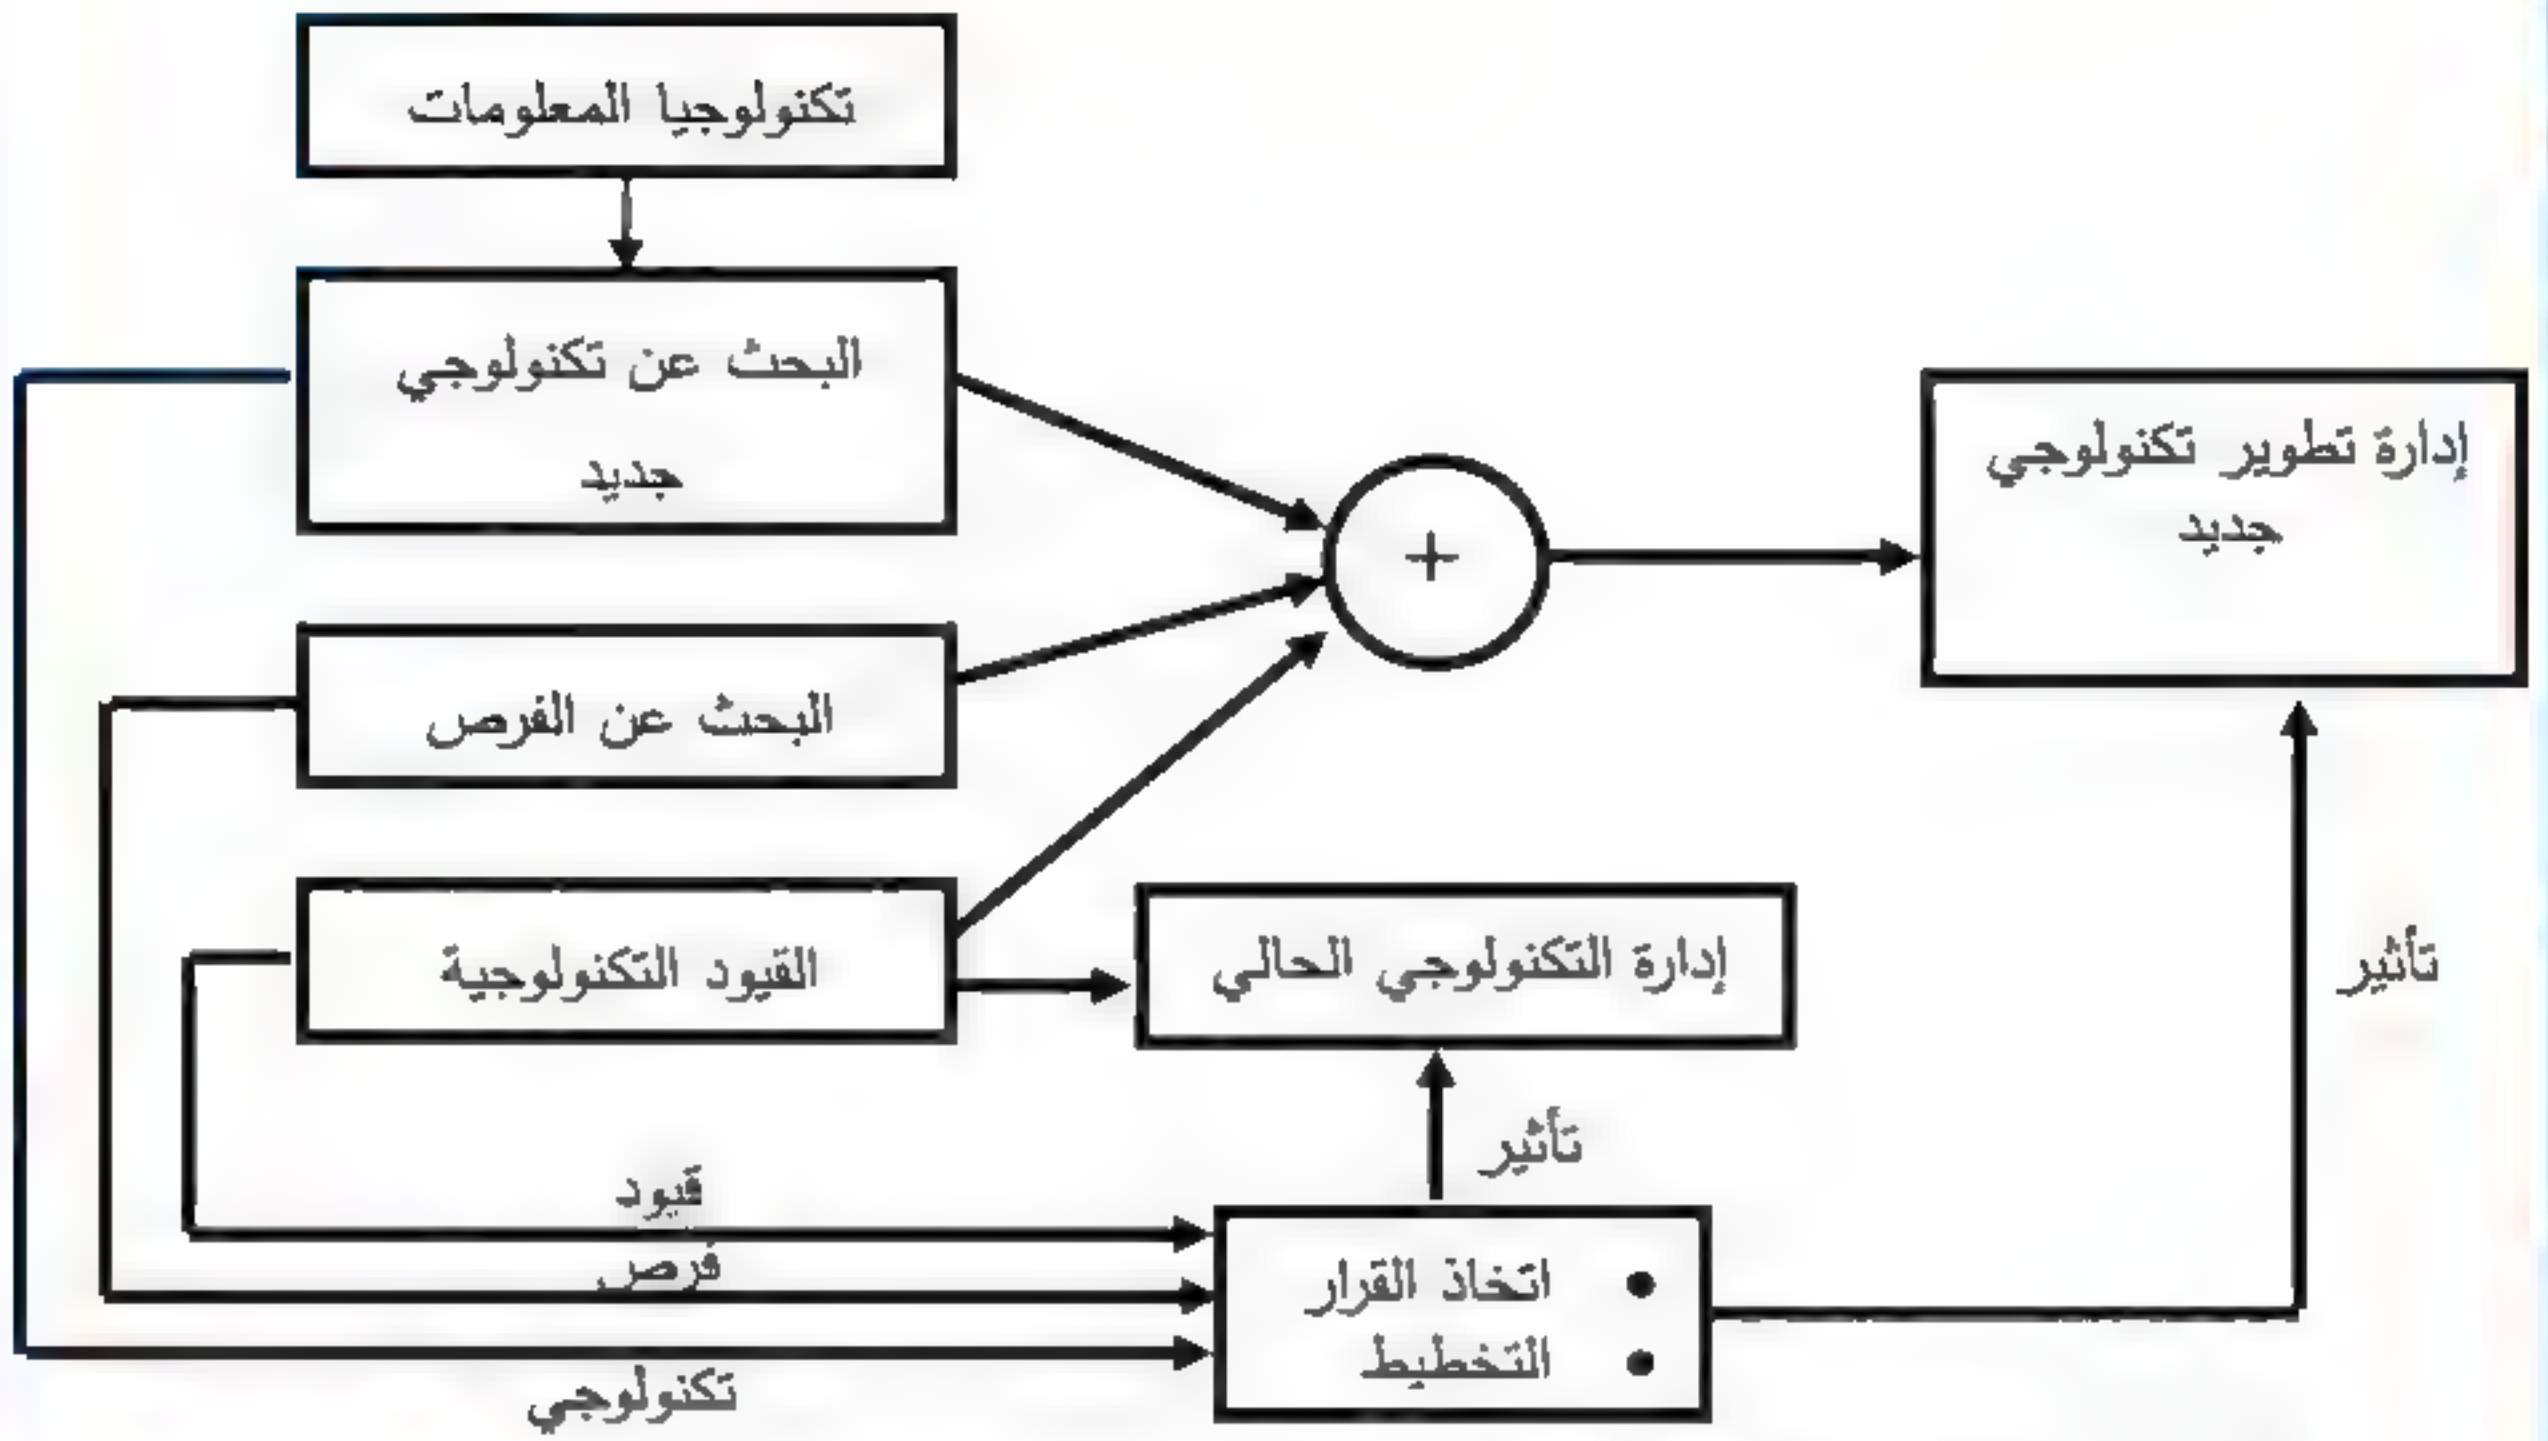 تكنولوجيا المعلومات
البحث عن تكنولوجي
جديد
إدارة تطوير تكنولوجي
جديد
+
البحث عن الفرص
القيود التكنولوجية
إدارة التكنولوجي الحالي
تأثير
تأثير
قيود
فرص
تكنولوجي
• اتخاذ القرار
• التخطيط